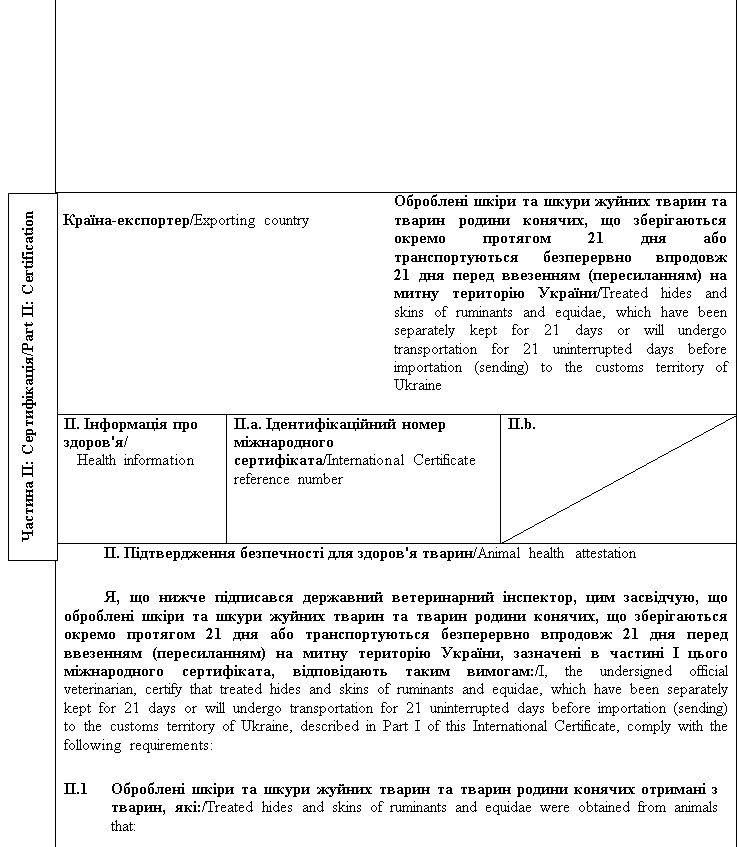 Частина II: Сертифікація/Part II: Certification
Країна-експортер/Exporting country
Оброблені шкіри та шкури жуйних тварин та
тварин родини конячих, що зберігаються
окремо протягом 21 дня або
транспортуються безперервно впродовж
21 дня перед ввезенням (пересиланням) на
митну територію України/Treated hides and
skins of ruminants and equidae, which have been
separately kept for 21 days or will undergo
transportation for 21 uninterrupted days before
importation (sending) to the customs territory of
Ukraine
II. Інформація про
здоров'я/
Health information
II.a. Ідентифікаційний номер
міжнародного
сертифіката/International Certificate
reference number
II.b.
II. Підтвердження безпечності для здоров'я тварин/Animal health attestation
Я, що нижче підписався державний ветеринарний інспектор, цим засвідчую, що
оброблені шкіри та шкури жуйних тварин та тварин родини конячих, що зберігаються
окремо протягом 21 дня або транспортуються безперервно впродовж 21 дня перед
ввезенням (пересиланням) на митну територію України, зазначені в частині I цього
міжнародного сертифіката, відповідають таким вимогам:/I, the undersigned official
veterinarian, certify that treated hides and skins of ruminants and equidae, which have been separately
kept for 21 days or will undergo transportation for 21 uninterrupted days before importation (sending)
to the customs territory of Ukraine, described in Part I of this International Certificate, comply with the
following requirements:
II.1 Оброблені шкіри та шкури жуйних тварин та тварин родини конячих отримані з
тварин, які:/Treated hides and skins of ruminants and equidae were obtained from animals
that: